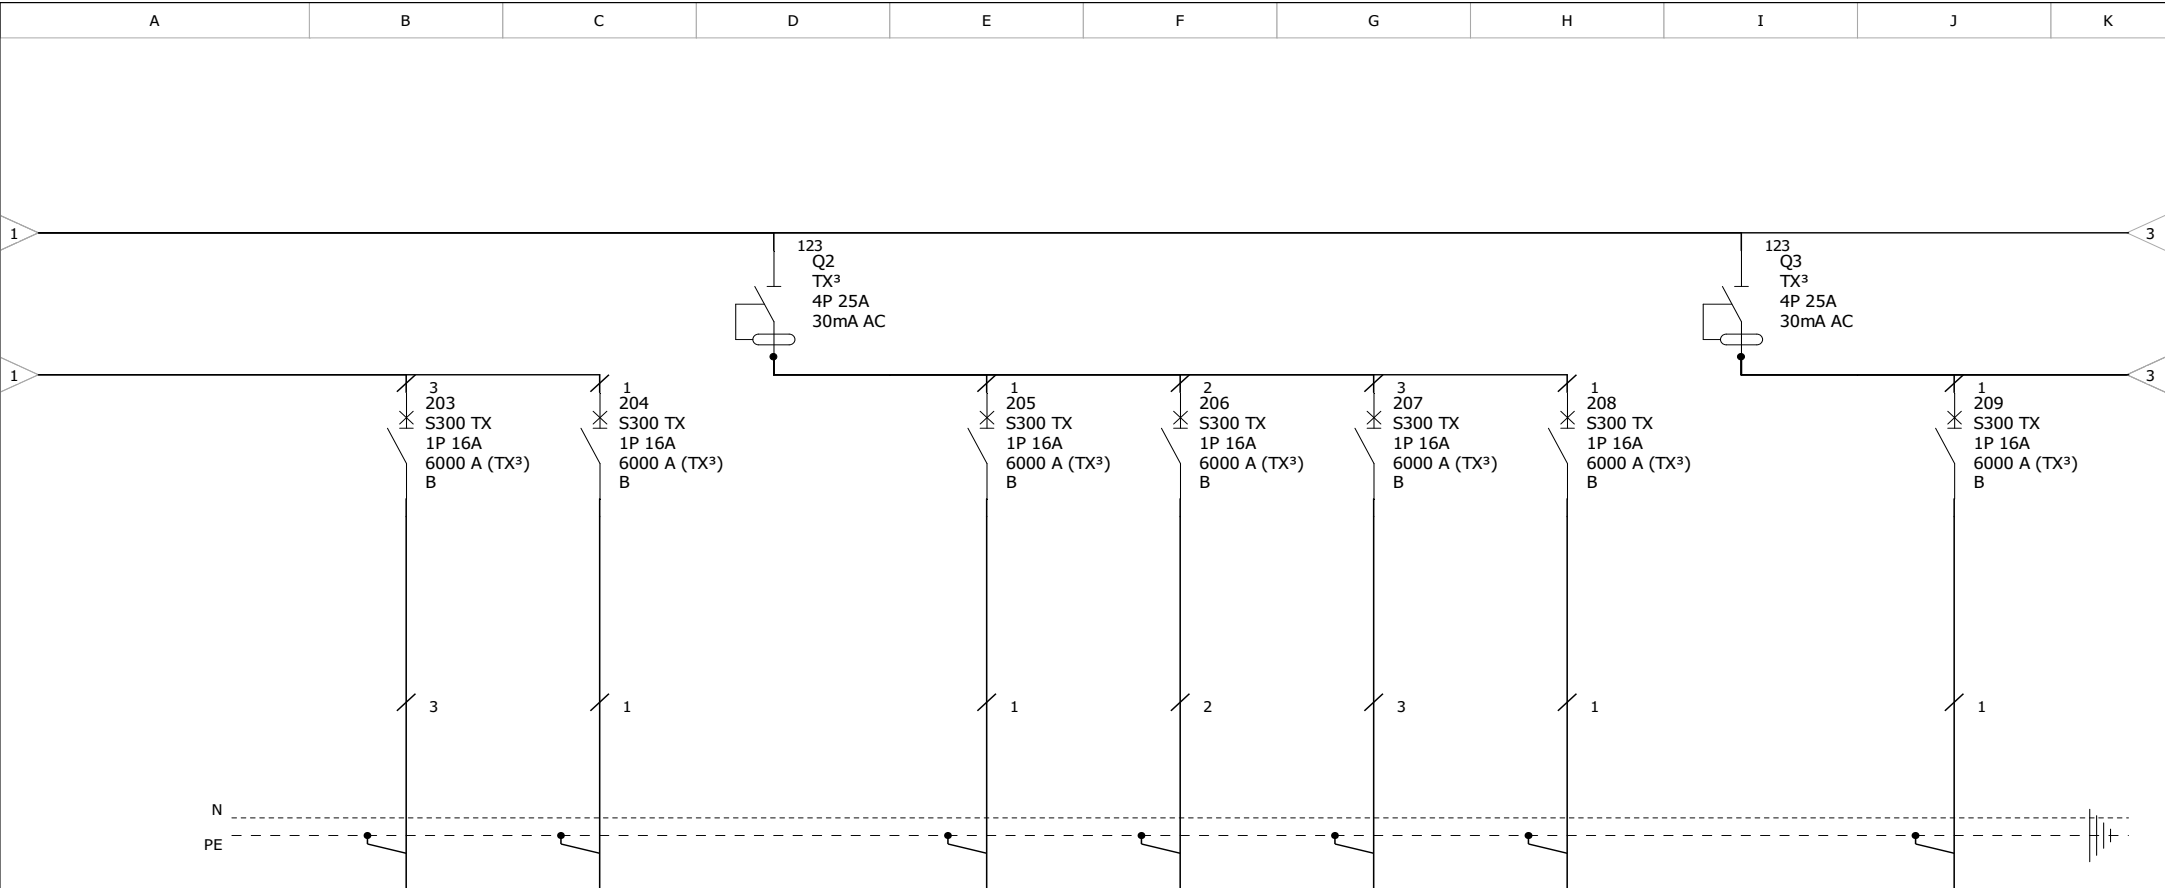 A B C D E F G H I J K
1 3
123 123
Q2 Q3
TX³ TX³
4P 25A 4P 25A
30mA AC 30mA AC
1 3
3 1 1 2 3 1 1
203 204 205 206 207 208 209
S300 TX S300 TX S300 TX S300 TX S300 TX S300 TX S300 TX
1P 16A 1P 16A 1P 16A 1P 16A 1P 16A 1P 16A 1P 16A
6000 A (TX³) 6000 A (TX³) 6000 A (TX³) 6000 A (TX³) 6000 A (TX³) 6000 A (TX³) 6000 A (TX³)
B B B B B B B
3 1 1 2 3 1 1
N
PE